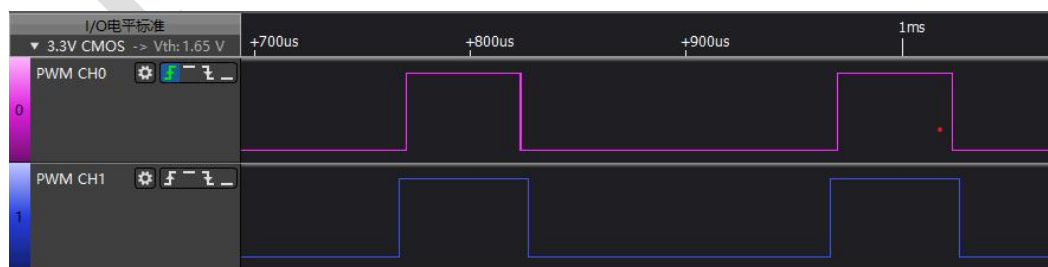 I/O电平标准
▼ 3.3V CMOS -> Vth: 1.65 V
+700us
+800us
+900us
1ms
0
PWM CH0
1
PWM CH1